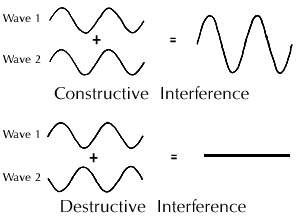 Wave 1
+ =
Wave 2
Constructive Interference
Wave 1
+ =
Wave 2
Destructive Interference